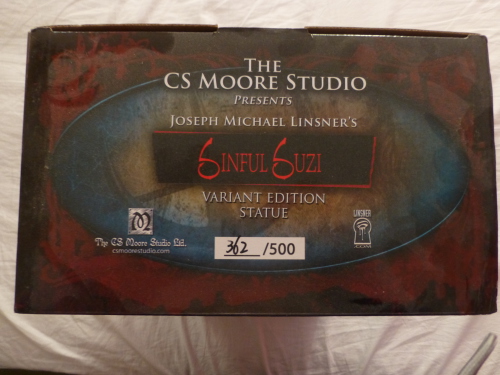 THE
CS MOORE STUDIO
PRESENTS
JOSEPH MICHAEL LINSNER'S
SINFUL SUZI
VARIANT EDITION
STATUE
The CS Moore Studio Ltd.
csmoorestudio.com
362 /500
LINSNER
.COM